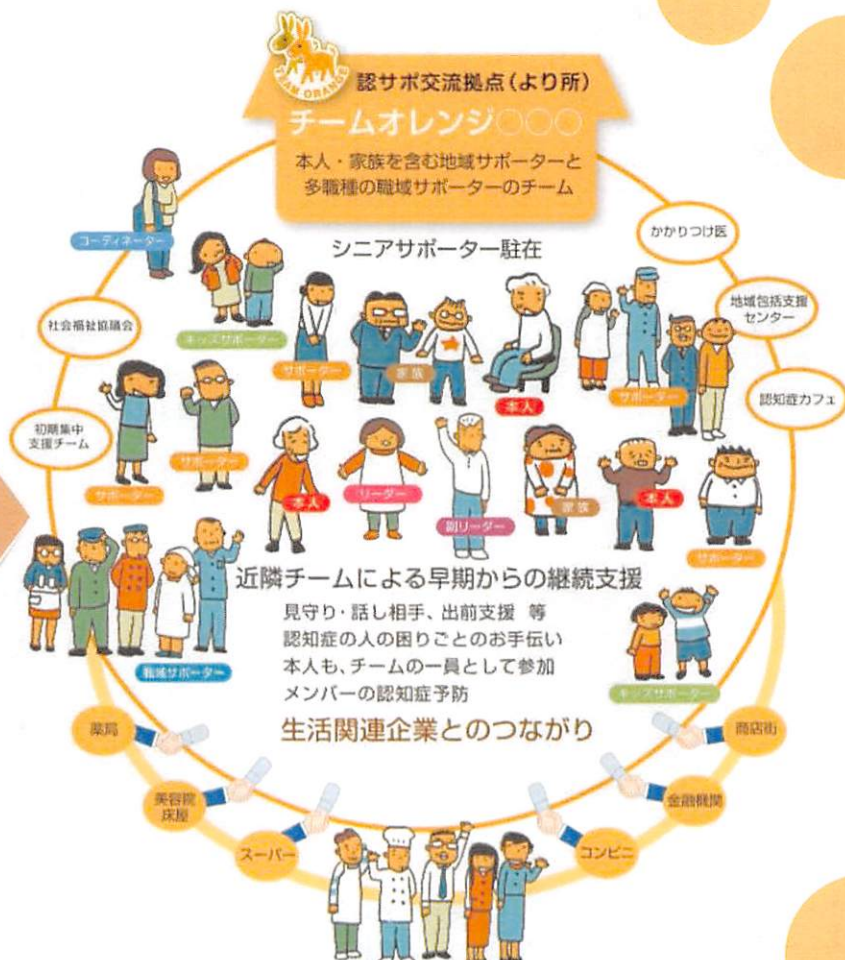 TEAM ORANGE
認サポ交流拠点(より所)
チームオレンジ○○○
本人・家族を含む地域サポーターと
多職種の職域サポーターのチーム
コーディネーター
シニアサポーター駐在
かかりつけ医
地域包括支援
センター
社会福祉協議会
キッズサポーター
サポーター
家族
本人
サポーター
認知症カフェ
初期集中
支援チーム
サポーター
サポーター
本人
リーダー
副リーダー
家族
本人
サポーター
近隣チームによる早期からの継続支援
見守り・話し相手、出前支援 等
認知症の人の困りごとのお手伝い
本人も、チームの一員として参加
メンバーの認知症予防
職域サポーター
キッズサポーター
生活関連企業とのつながり
薬局
商店街
美容院
床屋
金融機関
スーパー
コンビニ